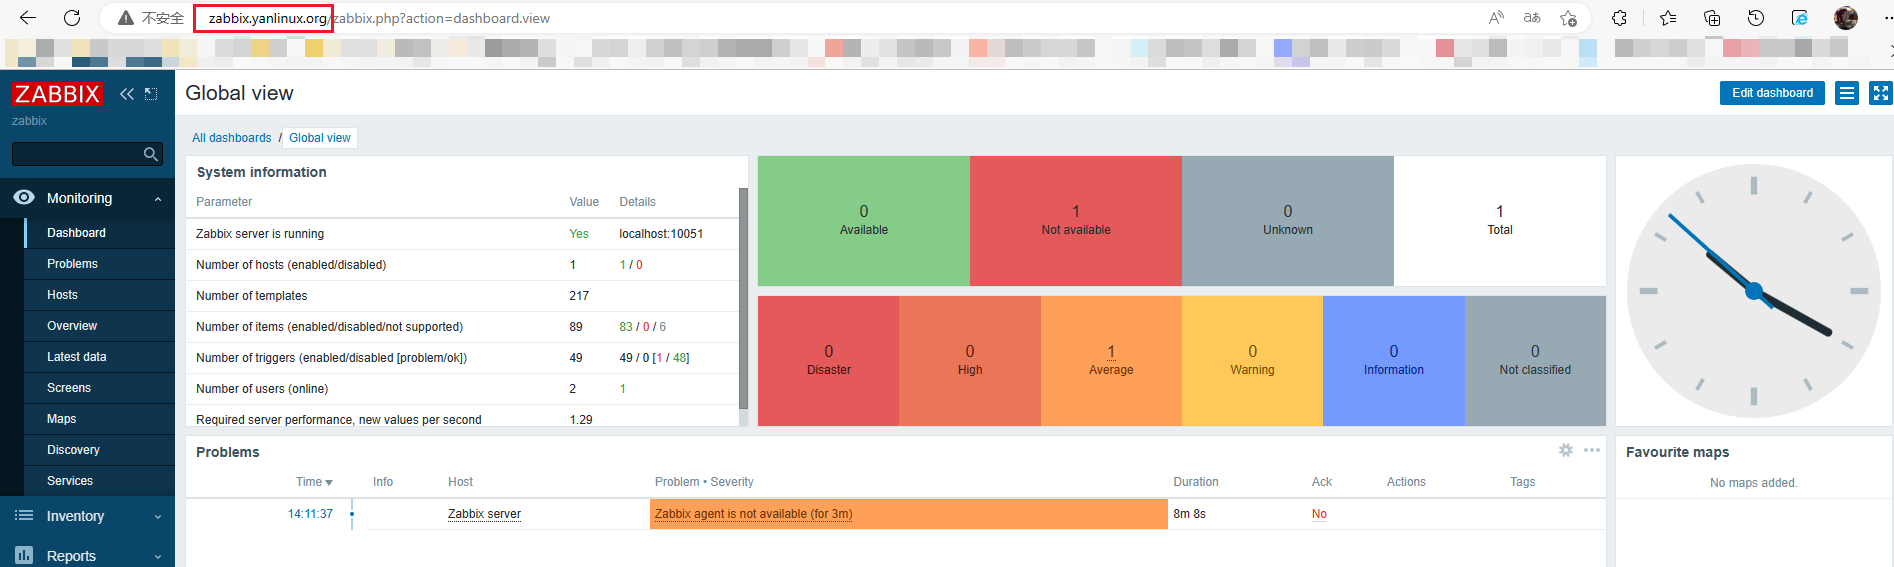 不安全 zabbix.yanlinux.org/zabbix.php?action=dashboard.view
ZABBIX
zabbix
Global view
Edit dashboard
All dashboards / Global view
Monitoring
Dashboard
Problems
Hosts
Overview
Latest data
Screens
Maps
Discovery
Services
Inventory
Reports
System information
Parameter Value Details
Zabbix server is running Yes localhost:10051
Number of hosts (enabled/disabled) 1 1 / 0
Number of templates 217
Number of items (enabled/disabled/not supported) 89 83 / 0 / 6
Number of triggers (enabled/disabled [problem/ok]) 49 49 / 0 [1 / 48]
Number of users (online) 2 1
Required server performance, new values per second 1.29
0 1 0 1
Available Not available Unknown Total
0 0 1 0 0 0
Disaster High Average Warning Information Not classified
Problems
Time Info Host Problem • Severity Duration Ack Actions Tags
14:11:37 Zabbix server Zabbix agent is not available (for 3m) 8m 8s No
Favourite maps
No maps added.